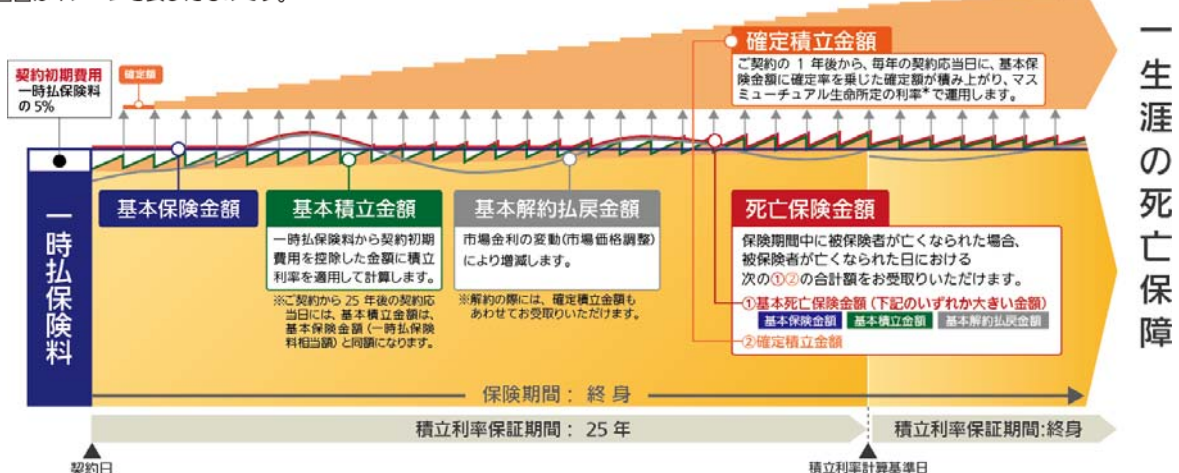 契約初期費用
一時払保険料
の5%
確定額
確定積立金額
ご契約の 1 年後から、毎年の契約応当日に、基本保
険金額に確定率を乗じた確定額が積み上がり、マス
ミューチュアル生命所定の利率*で運用します。
一時払保険料
基本保険金額
基本積立金額
一時払保険料から契約初期
費用を控除した金額に積立
利率を適用して計算します。
※ご契約から 25 年後の契約応
当日には、基本積立金額は、
基本保険金額(一時払保険
料相当額)と同額になります。
基本解約払戻金額
市場金利の変動(市場価格調整)
により増減します。
※解約の際には、確定積立金額も
あわせてお受取りいただけます。
死亡保険金額
保険期間中に被保険者が亡くなられた場合、
被保険者が亡くなられた日における
次の①②の合計額をお受取りいただけます。
①基本死亡保険金額(下記のいずれか大きい金額)
基本保険金額 基本積立金額 基本解約払戻金額
②確定積立金額
一生涯の死亡保障
保険期間: 終身
積立利率保証期間: 25 年
積立利率保証期間:終身
契約日
積立利率計算基準日